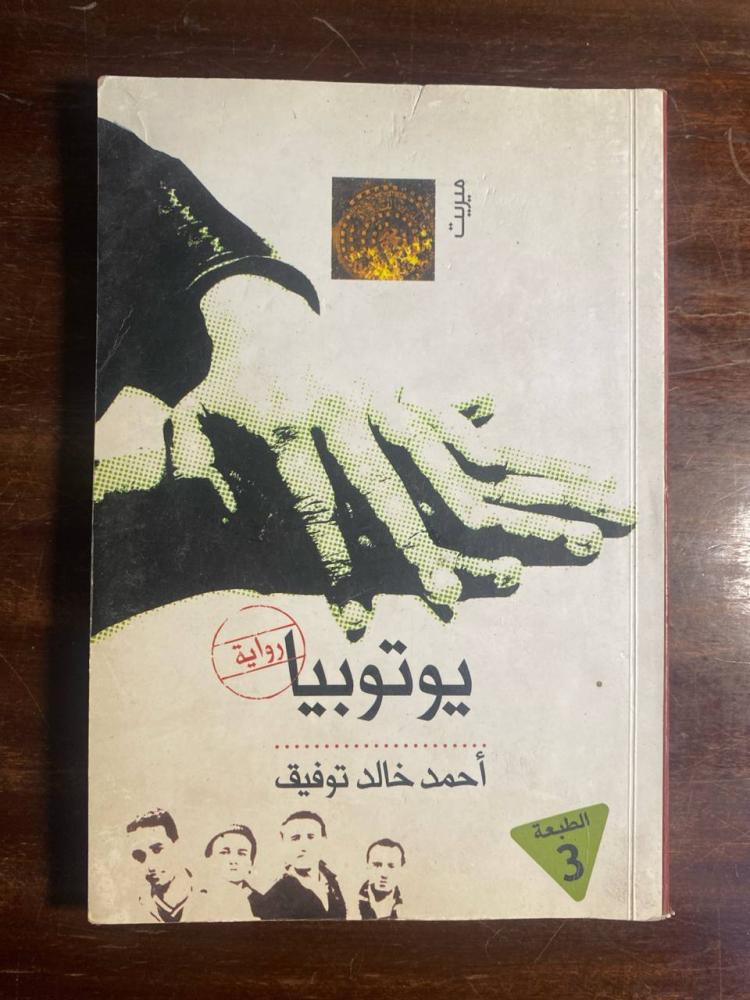 ميريت
رواية
يوتوبيا
أحمد خالد توفيق
الطبعة
3